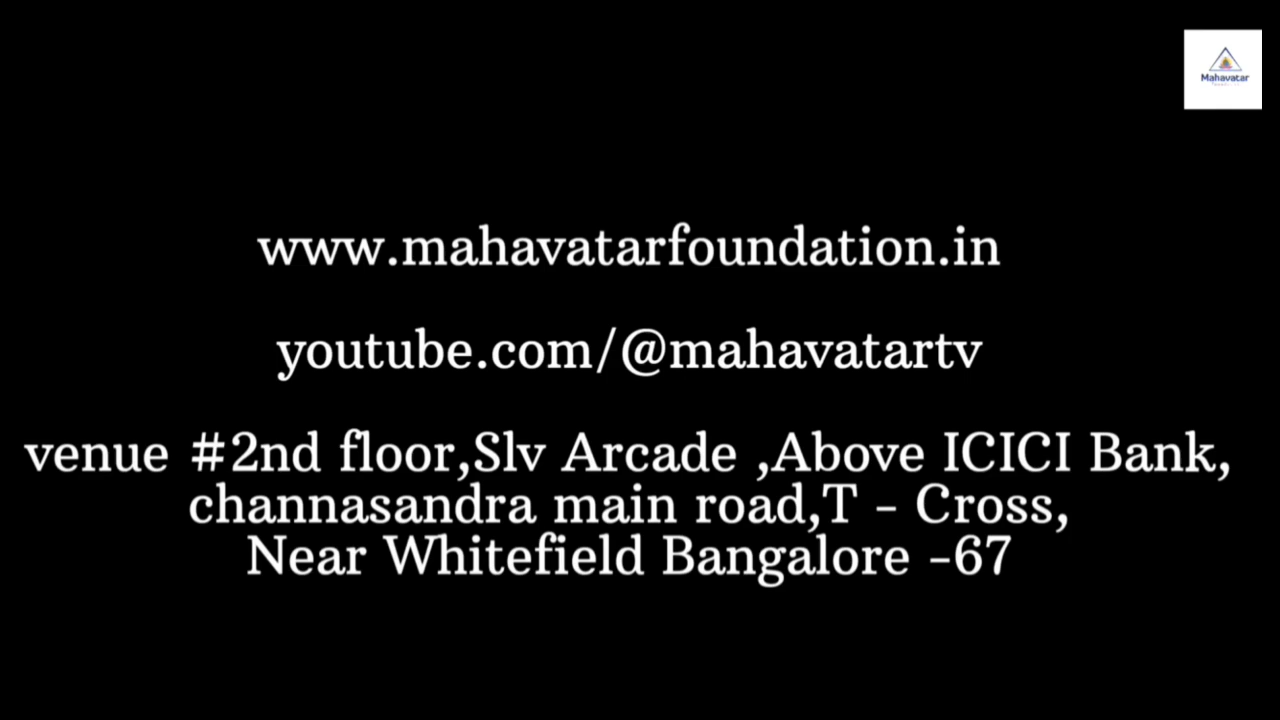 Mahavatar
www.mahavatarfoundation.in
youtube.com/@mahavatartv
venue #2nd floor,Slv Arcade ,Above ICICI Bank,
channasandra main road,T - Cross,
Near Whitefield Bangalore -67